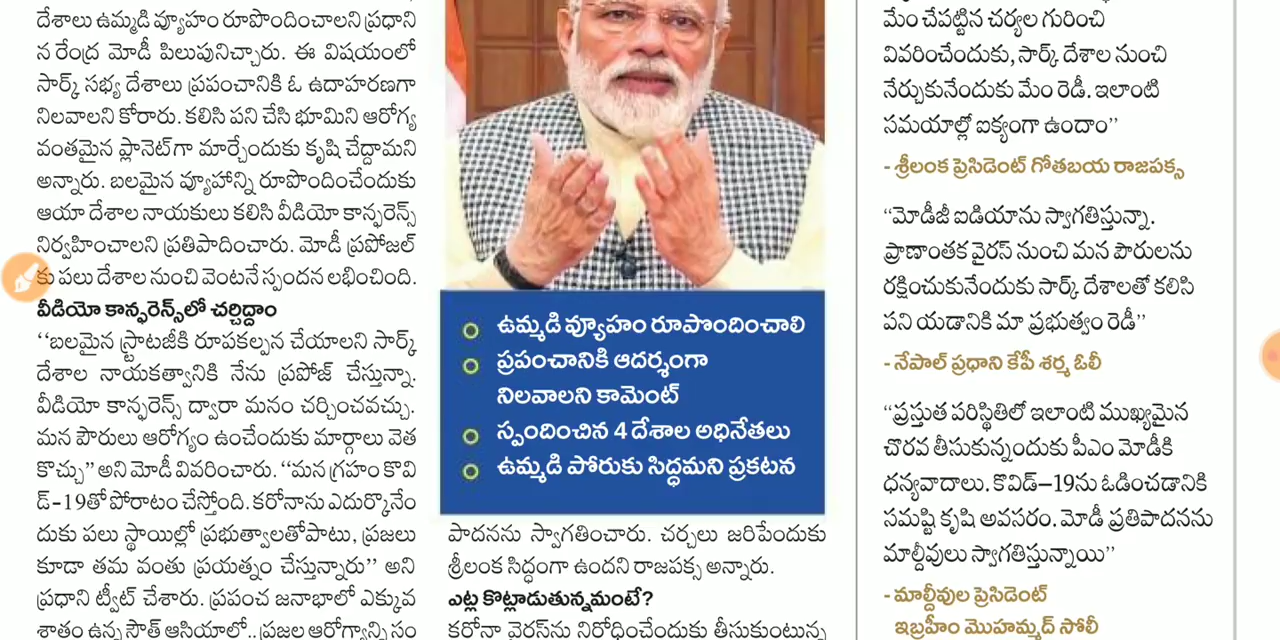 దేశాలు ఉమ్మడి వ్యూహం రూపొందించాలని ప్రధాని
న రేంద్ర మోడీ పిలుపునిచ్చారు. ఈ విషయంలో
సార్క్ సభ్య దేశాలు ప్రపంచానికి ఓ ఉదాహరణగా
నిలవాలని కోరారు. కలిసి పని చేసి భూమిని ఆరోగ్య
వంతమైన ప్లానెట్‌గా మార్చేందుకు కృషి చేద్దామని
అన్నారు. బలమైన వ్యూహాన్ని రూపొందించేందుకు
ఆయా దేశాల నాయకులు కలిసి వీడియో కాన్ఫరెన్స్
నిర్వహించాలని ప్రతిపాదించారు. మోడీ ప్రపోజల్
కు పలు దేశాల నుంచి వెంటనే స్పందన లభించింది.
వీడియో కాన్ఫరెన్స్‌లో చర్చిద్దాం
‘‘బలమైన స్ట్రాటజీకి రూపకల్పన చేయాలని సార్క్
దేశాల నాయకత్వానికి నేను ప్రపోజ్ చేస్తున్నా.
వీడియో కాన్ఫరెన్స్ ద్వారా మనం చర్చించవచ్చు.
మన పౌరులు ఆరోగ్యం ఉంచేందుకు మార్గాలు వెత
కొచ్చు’’ అని మోడీ వివరించారు. ‘‘మన గ్రహం కొవి
డ్-19తో పోరాటం చేస్తోంది. కరోనాను ఎదుర్కొనేం
దుకు పలు స్థాయిల్లో ప్రభుత్వాలతోపాటు, ప్రజలు
కూడా తమ వంతు ప్రయత్నం చేస్తున్నారు’’ అని
ప్రధాని ట్వీట్ చేశారు. ప్రపంచ జనాభాలో ఎక్కువ
శాతం ఉన్న సౌత్ ఆసియాలో.. ప్రజల ఆరోగ్యాన్ని సం
ఉమ్మడి వ్యూహం రూపొందించాలి
ప్రపంచానికి ఆదర్శంగా
నిలవాలని కామెంట్
స్పందించిన 4 దేశాల అధినేతలు
ఉమ్మడి పోరుకు సిద్ధమని ప్రకటన
పాదనను స్వాగతించారు. చర్చలు జరిపేందుకు
శ్రీలంక సిద్ధంగా ఉందని రాజపక్స అన్నారు.
ఎట్ల కొట్లాడుతున్నమంటే?
కరోనా వైరస్‌ను నిరోధించేందుకు తీసుకుంటున్న
మేం చేపట్టిన చర్యల గురించి
వివరించేందుకు, సార్క్ దేశాల నుంచి
నేర్చుకునేందుకు మేం రెడీ. ఇలాంటి
సమయాల్లో ఐక్యంగా ఉందాం’’
- శ్రీలంక ప్రెసిడెంట్ గోతబయ రాజపక్స
‘‘మోడీజీ ఐడియాను స్వాగతిస్తున్నా.
ప్రాణాంతక వైరస్ నుంచి మన పౌరులను
రక్షించుకునేందుకు సార్క్ దేశాలతో కలిసి
పని యడానికి మా ప్రభుత్వం రెడీ’’
- నేపాల్ ప్రధాని కేపీ శర్మ ఓలీ
‘‘ప్రస్తుత పరిస్థితిలో ఇలాంటి ముఖ్యమైన
చొరవ తీసుకున్నందుకు పీఎం మోడీకి
ధన్యవాదాలు. కొవిడ్–19ను ఓడించడానికి
సమష్టి కృషి అవసరం. మోడీ ప్రతిపాదనను
మాల్దీవులు స్వాగతిస్తున్నాయి’’
- మాల్దీవుల ప్రెసిడెంట్
ఇబ్రహీం మొహమ్మద్ సోలీ